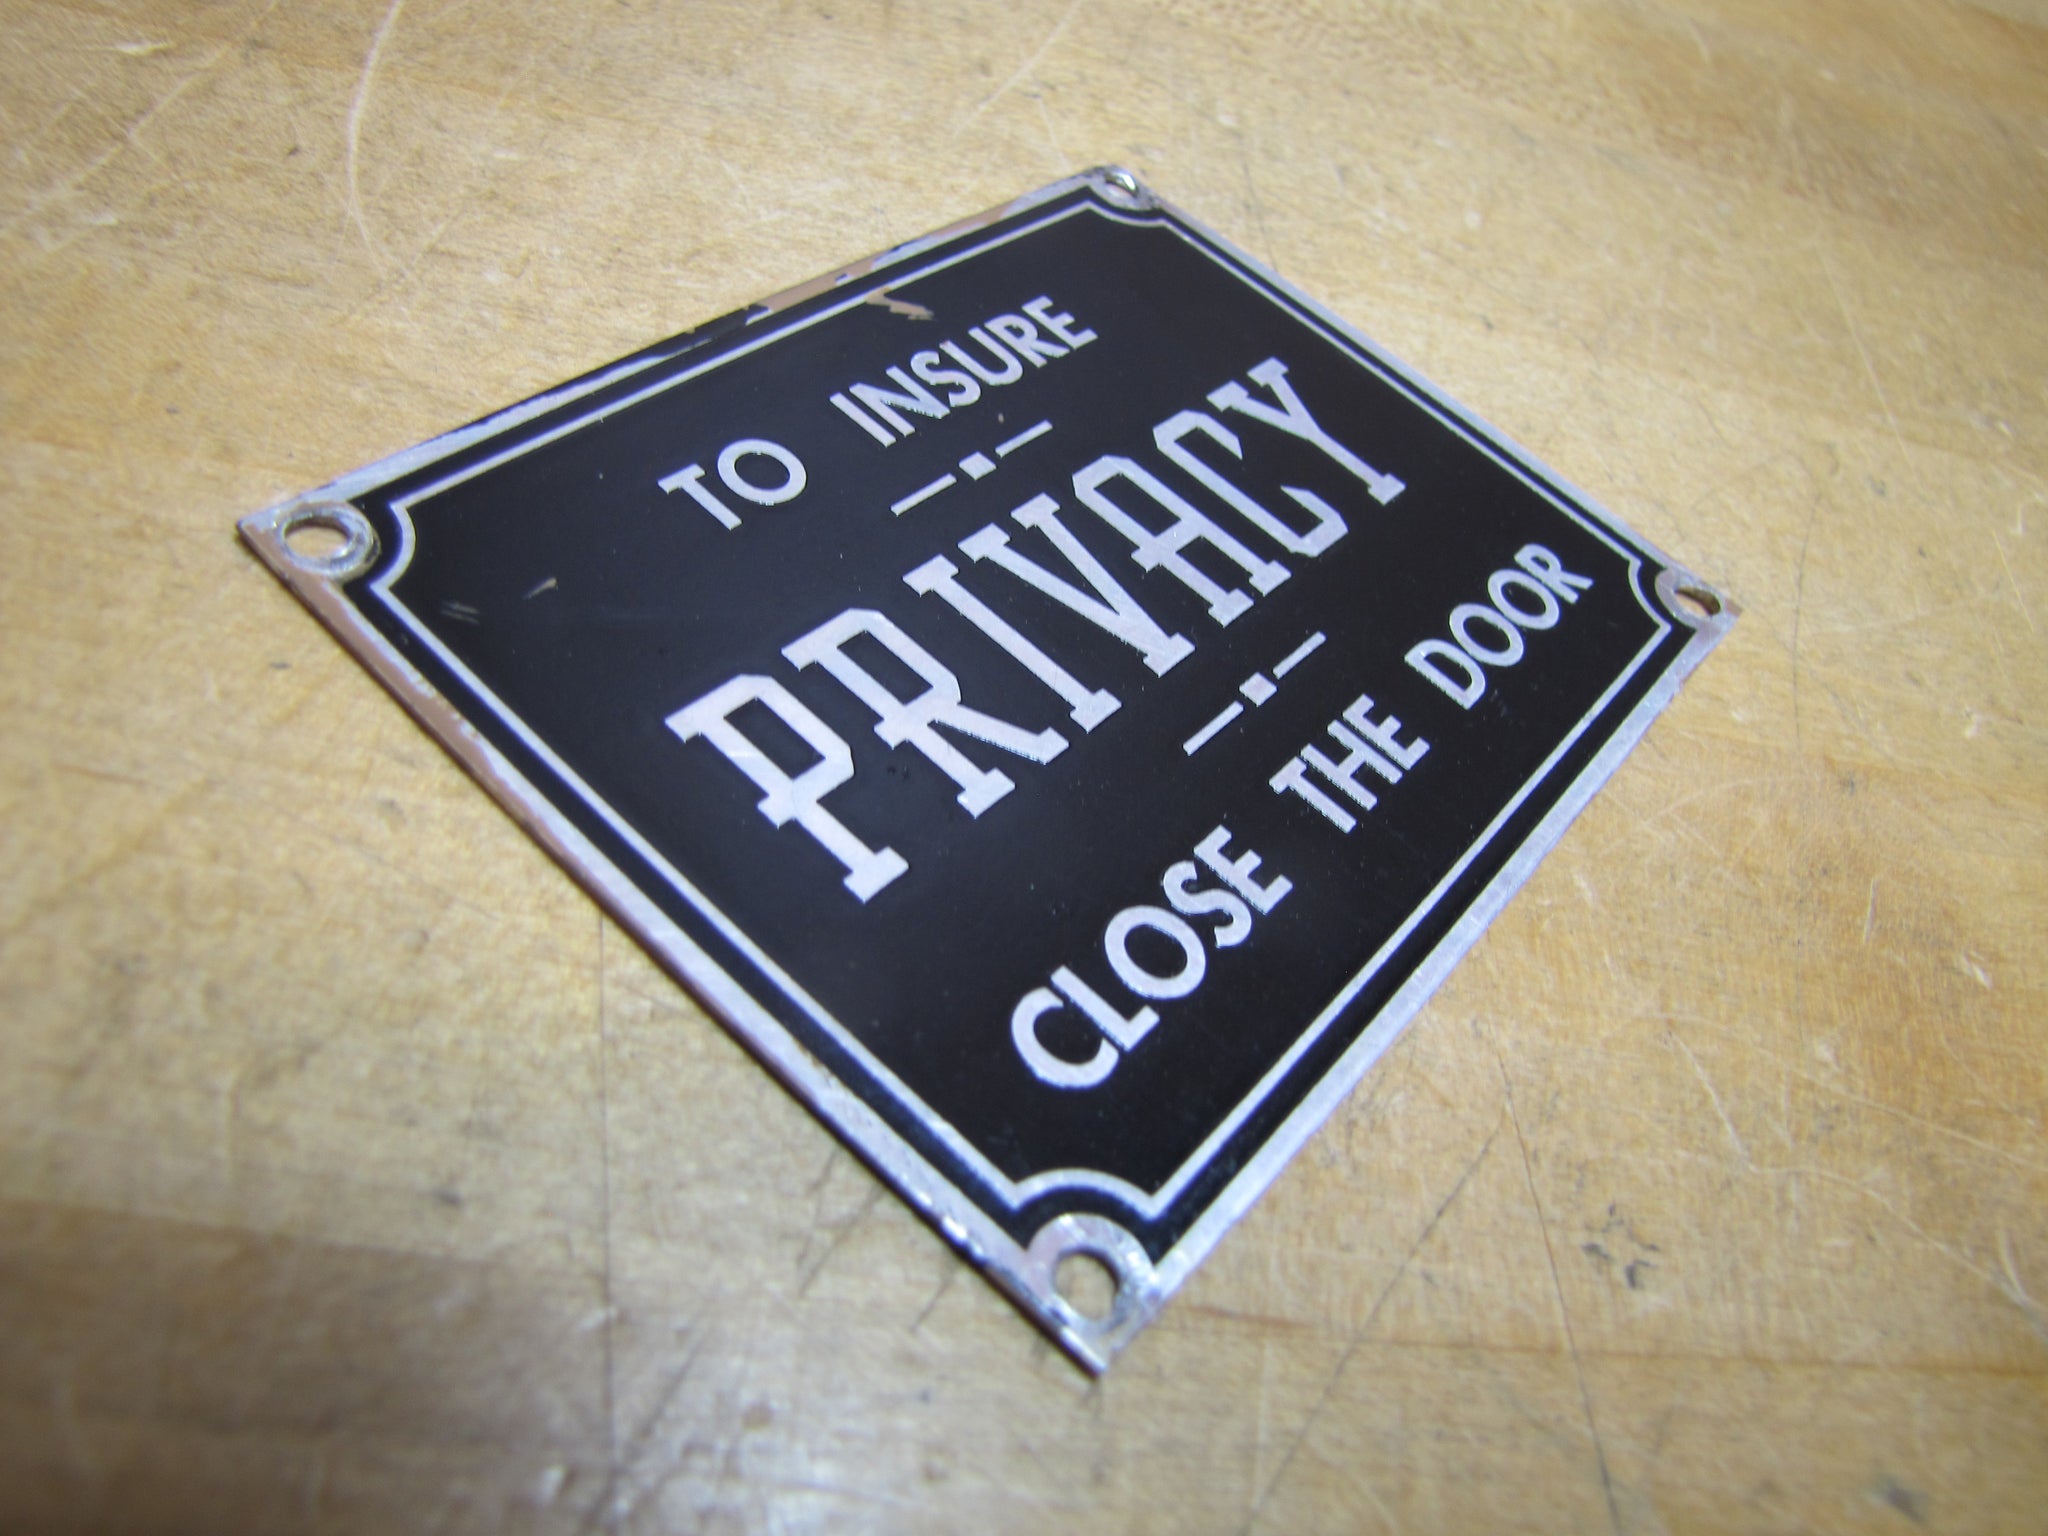 TO INSURE
PRIVACY
CLOSE THE DOOR